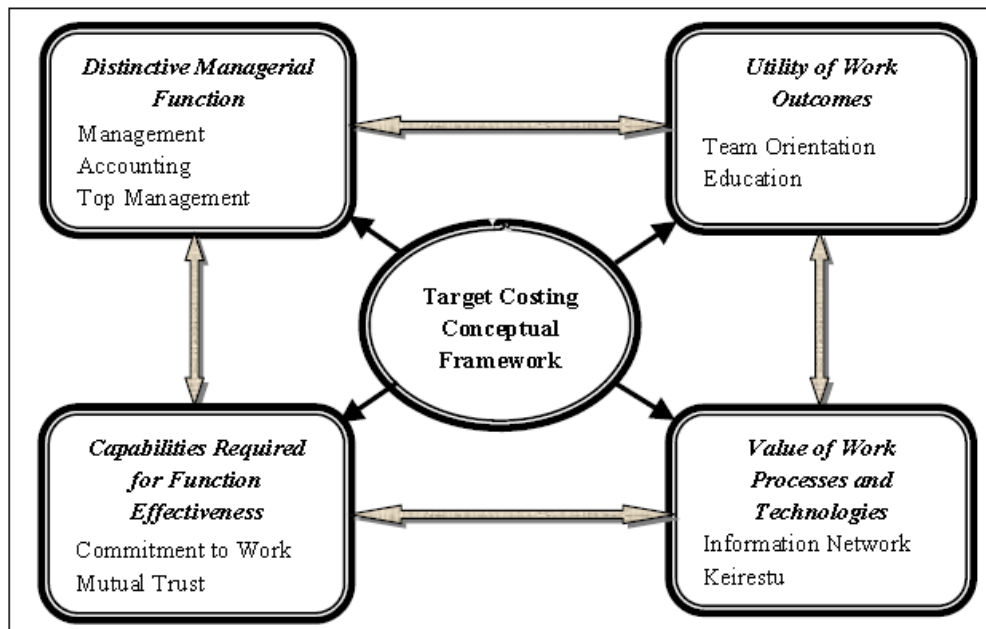 Distinctive Managerial
Function
Management
Accounting
Top Management
Utility of Work
Outcomes
Team Orientation
Education
Target Costing
Conceptual
Framework
Capabilities Required
for Function
Effectiveness
Commitment to Work
Mutual Trust
Value of Work
Processes and
Technologies
Information Network
Keirestu